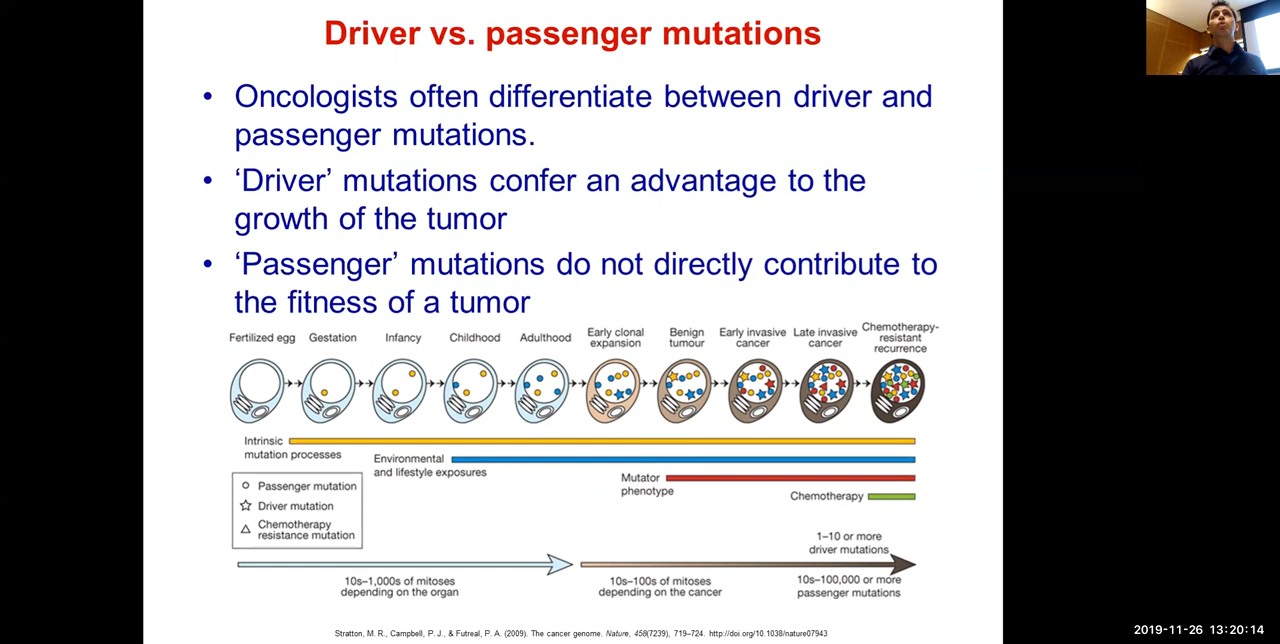 Driver vs. passenger mutations
• Oncologists often differentiate between driver and
passenger mutations.
• ‘Driver’ mutations confer an advantage to the
growth of the tumor
• ‘Passenger’ mutations do not directly contribute to
the fitness of a tumor
Fertilized egg
Gestation
Infancy
Childhood
Adulthood
Early clonal
expansion
Benign
tumour
Early invasive
cancer
Late invasive
cancer
Chemotherapy-
resistant
recurrence
Intrinsic
mutation processes
Environmental
and lifestyle exposures
Mutator
phenotype
Chemotherapy
Passenger mutation
Driver mutation
Chemotherapy
resistance mutation
1–10 or more
driver mutations
10s–1,000s of mitoses
depending on the organ
10s–100s of mitoses
depending on the cancer
10s–100,000 or more
passenger mutations
Stratton, M. R., Campbell, P. J., & Futreal, P. A. (2009). The cancer genome. Nature, 458(7239), 719–724. http://doi.org/10.1038/nature07943
2019-11-26 13:20:14